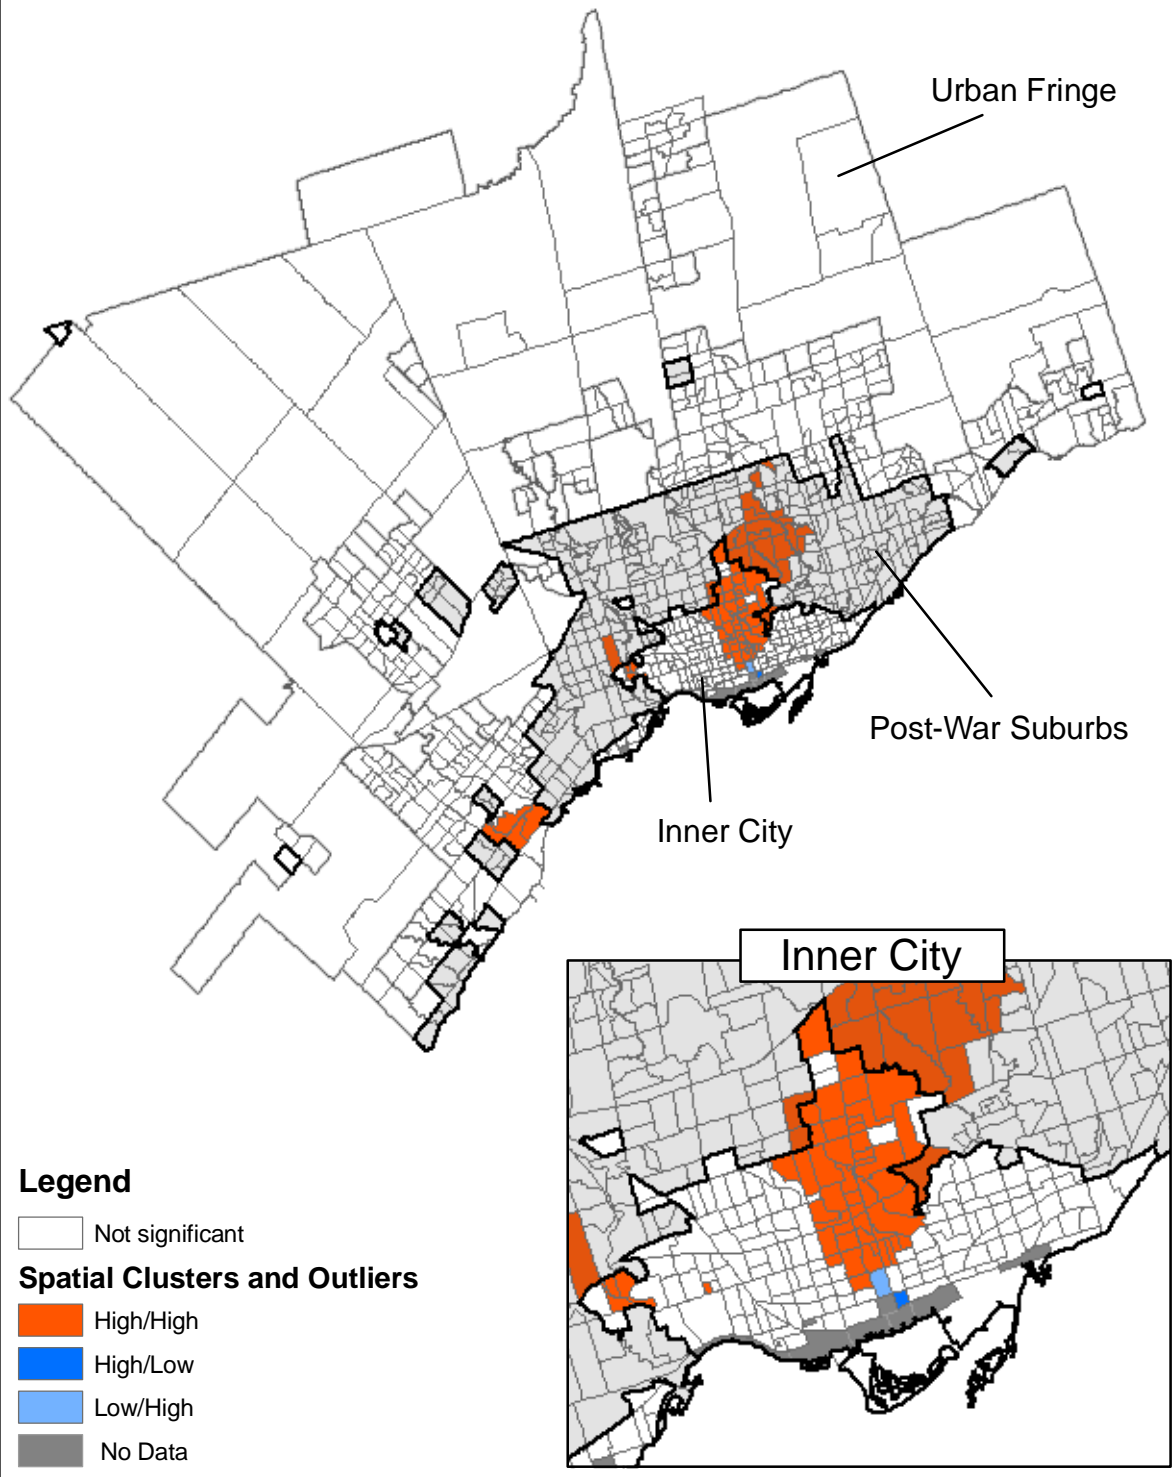 Urban Fringe
Post-War Suburbs
Inner City
Inner City
Legend
Not significant
Spatial Clusters and Outliers
High/High
High/Low
Low/High
No Data